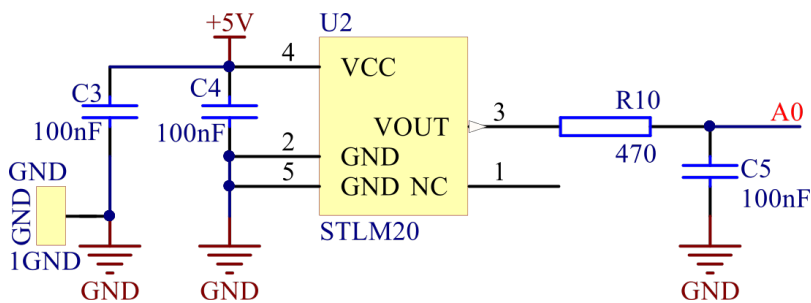 +5V
U2
4
VCC
C3
100nF
C4
100nF
VOUT
3
R10
470
A0
2
GND
5
GND
NC
1
C5
100nF
GND
GND
1GND
STLM20
GND
GND
GND